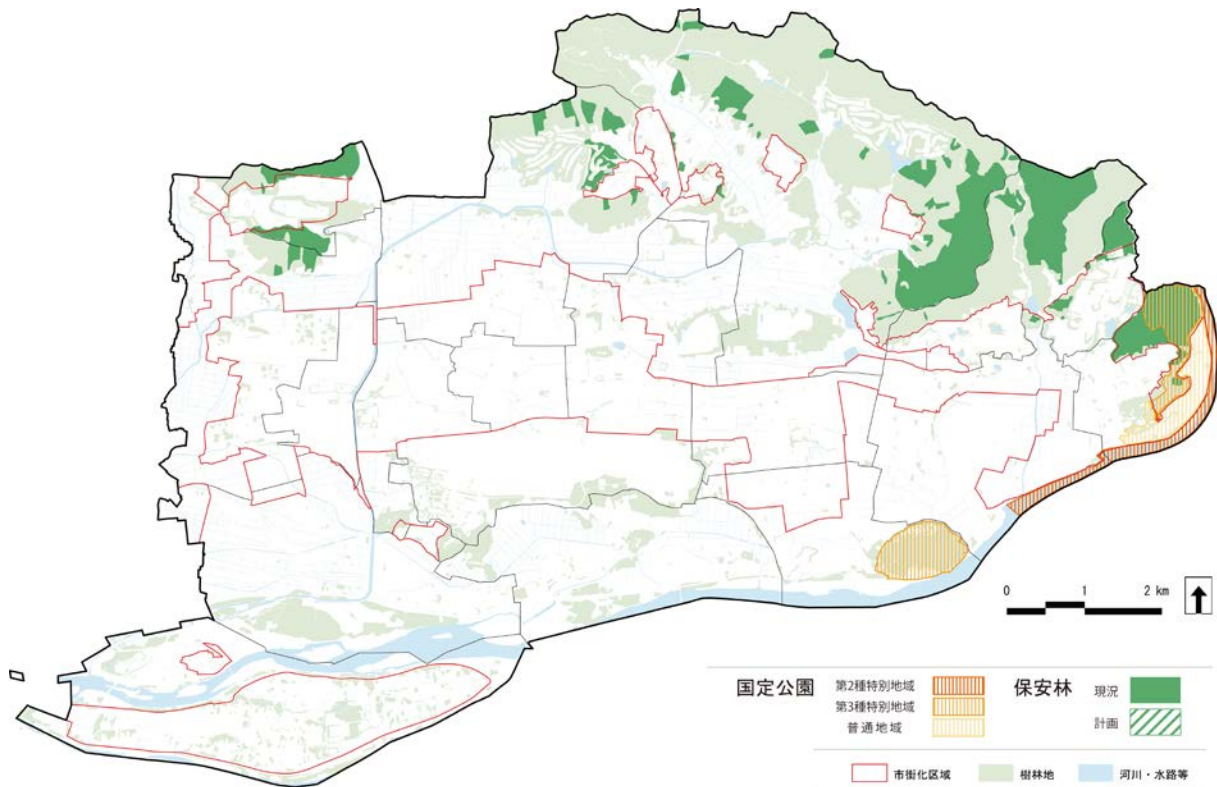 0 1 2 km
国定公園
第2種特別地域
第3種特別地域
普通地域
保安林
現況
計画
市街化区域
樹林地
河川・水路等